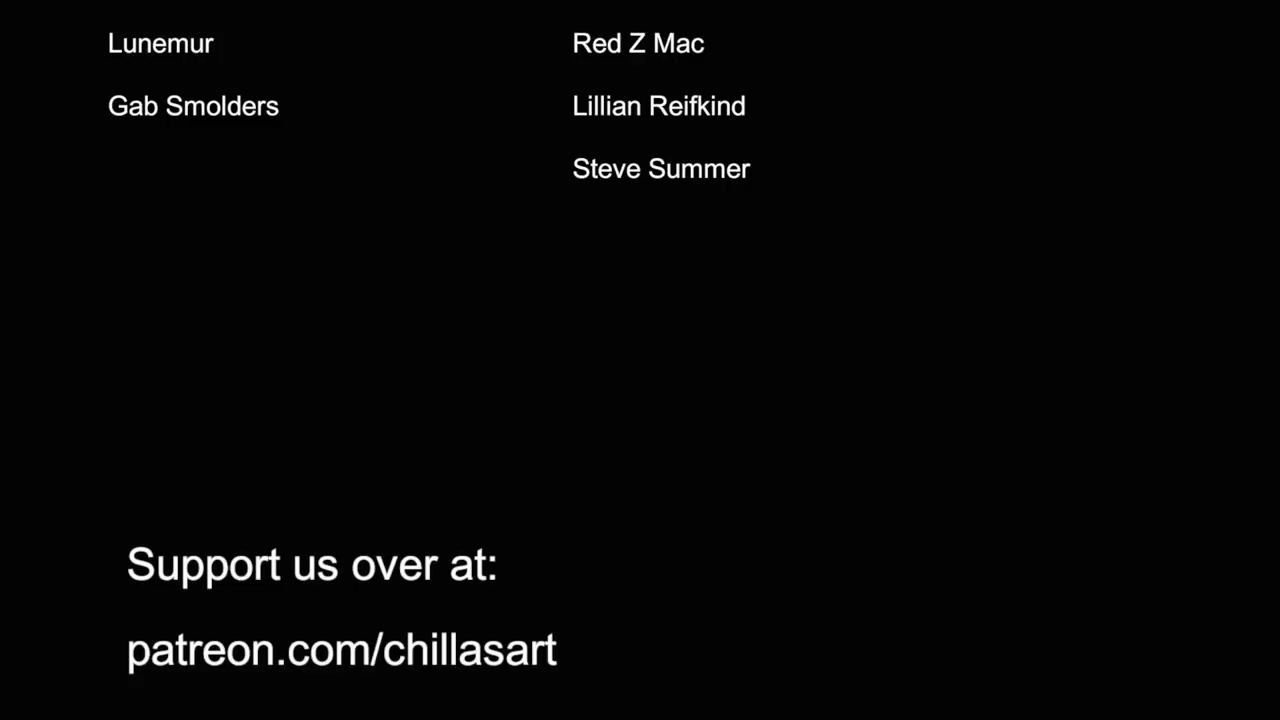 Lunemur
Red Z Mac
Gab Smolders
Lillian Reifkind
Steve Summer
Support us over at:
patreon.com/chillasart